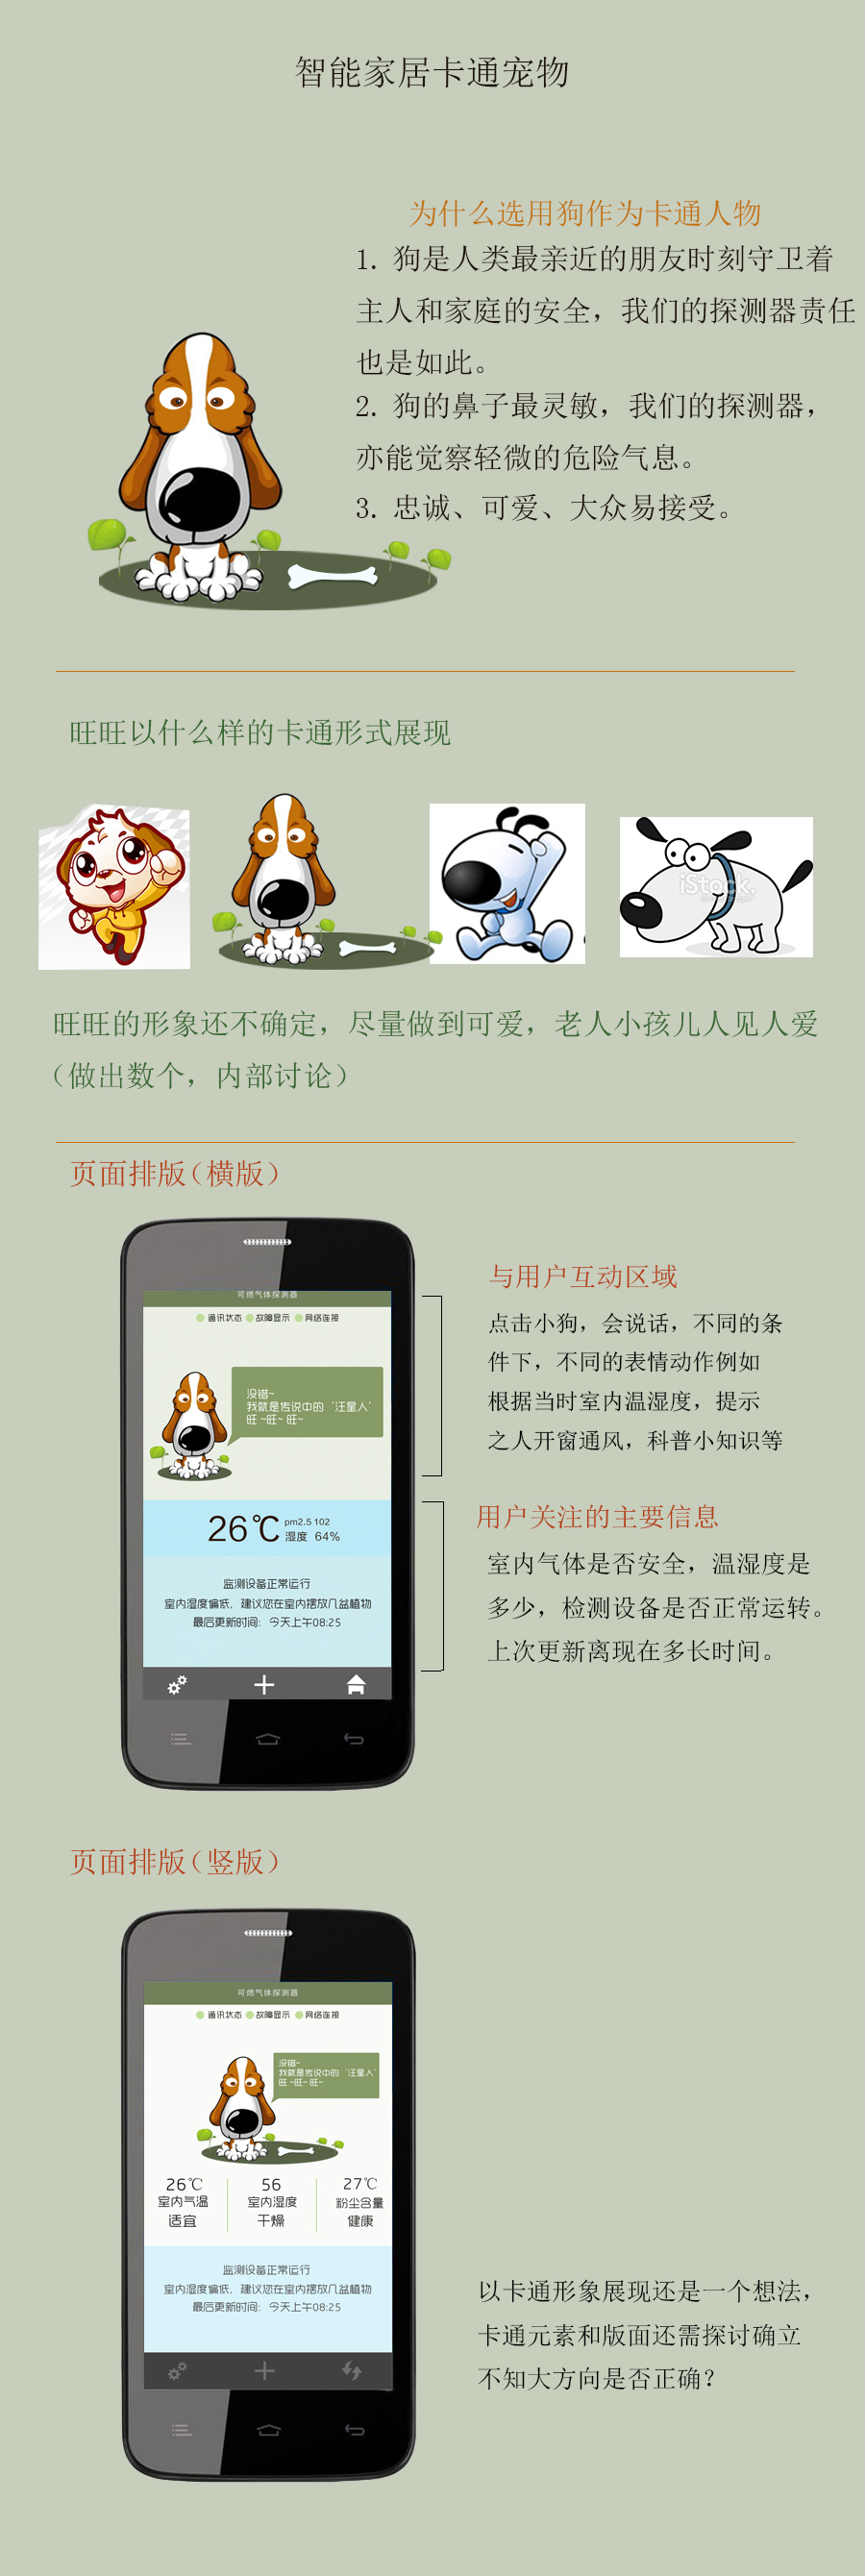 智能家居卡通宠物
为什么选用狗作为卡通人物
1. 狗是人类最亲近的朋友时刻守卫着
主人和家庭的安全，我们的探测器责任
也是如此。
2. 狗的鼻子最灵敏，我们的探测器，
亦能觉察轻微的危险气息。
3. 忠诚、可爱、大众易接受。
旺旺以什么样的卡通形式展现
iStock.
旺旺的形象还不确定，尽量做到可爱，老人小孩儿人见人爱
（做出数个，内部讨论）
页面排版（横版）
可燃气体探测器
通讯状态 故障显示 网络连接
没错~
我就是传说中的‘汪星人’
旺~旺~旺~
26℃
pm2.5 102
湿度 64%
监测设备正常运行
室内湿度偏低，建议您在室内摆放几盆植物
最后更新时间：今天上午08:25
与用户互动区域
点击小狗，会说话，不同的条
件下，不同的表情动作例如
根据当时室内温湿度，提示
之人开窗通风，科普小知识等
用户关注的主要信息
室内气体是否安全，温湿度是
多少，检测设备是否正常运转。
上次更新离现在多长时间。
页面排版（竖版）
可燃气体探测器
通讯状态 故障显示 网络连接
没错~
我就是传说中的‘汪星人’
旺~旺~旺~
26℃ 56 27℃
室内气温 室内湿度 粉尘含量
适宜 干燥 健康
监测设备正常运行
室内湿度偏低，建议您在室内摆放几盆植物
最后更新时间：今天上午08:25
以卡通形象展现还是一个想法，
卡通元素和版面还需探讨确立
不知大方向是否正确？